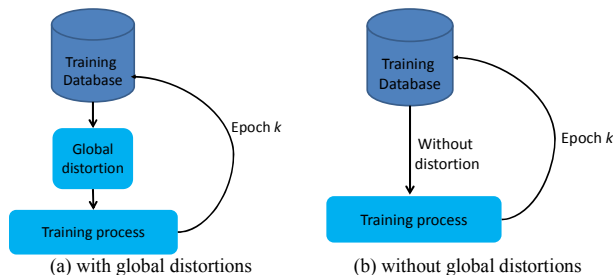 Training
Database
Global
distortion
Epoch k
Training process
(a) with global distortions
Training
Database
Without
distortion
Epoch k
Training process
(b) without global distortions